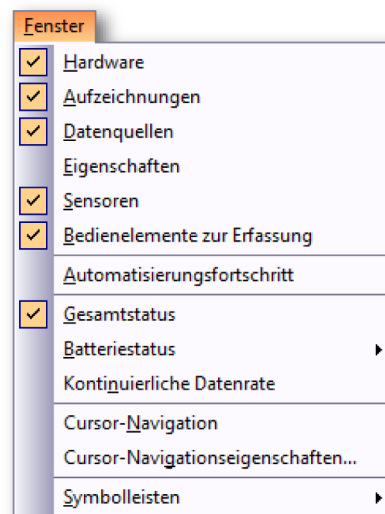 Fenster
Hardware
Aufzeichnungen
Datenquellen
Eigenschaften
Sensoren
Bedienelemente zur Erfassung
Automatisierungsfortschritt
Gesamtstatus
Batteriestatus
Kontinuierliche Datenrate
Cursor-Navigation
Cursor-Navigationseigenschaften...
Symbolleisten